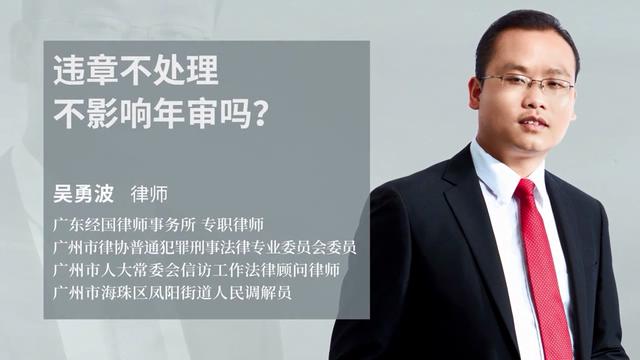 违章不处理
不影响年审吗?
吴勇波 律师
广东经国律师事务所 专职律师
广州市律协普通犯罪刑事法律专业委员会委员
广州市人大常委会信访工作法律顾问律师
广州市海珠区凤阳街道人民调解员